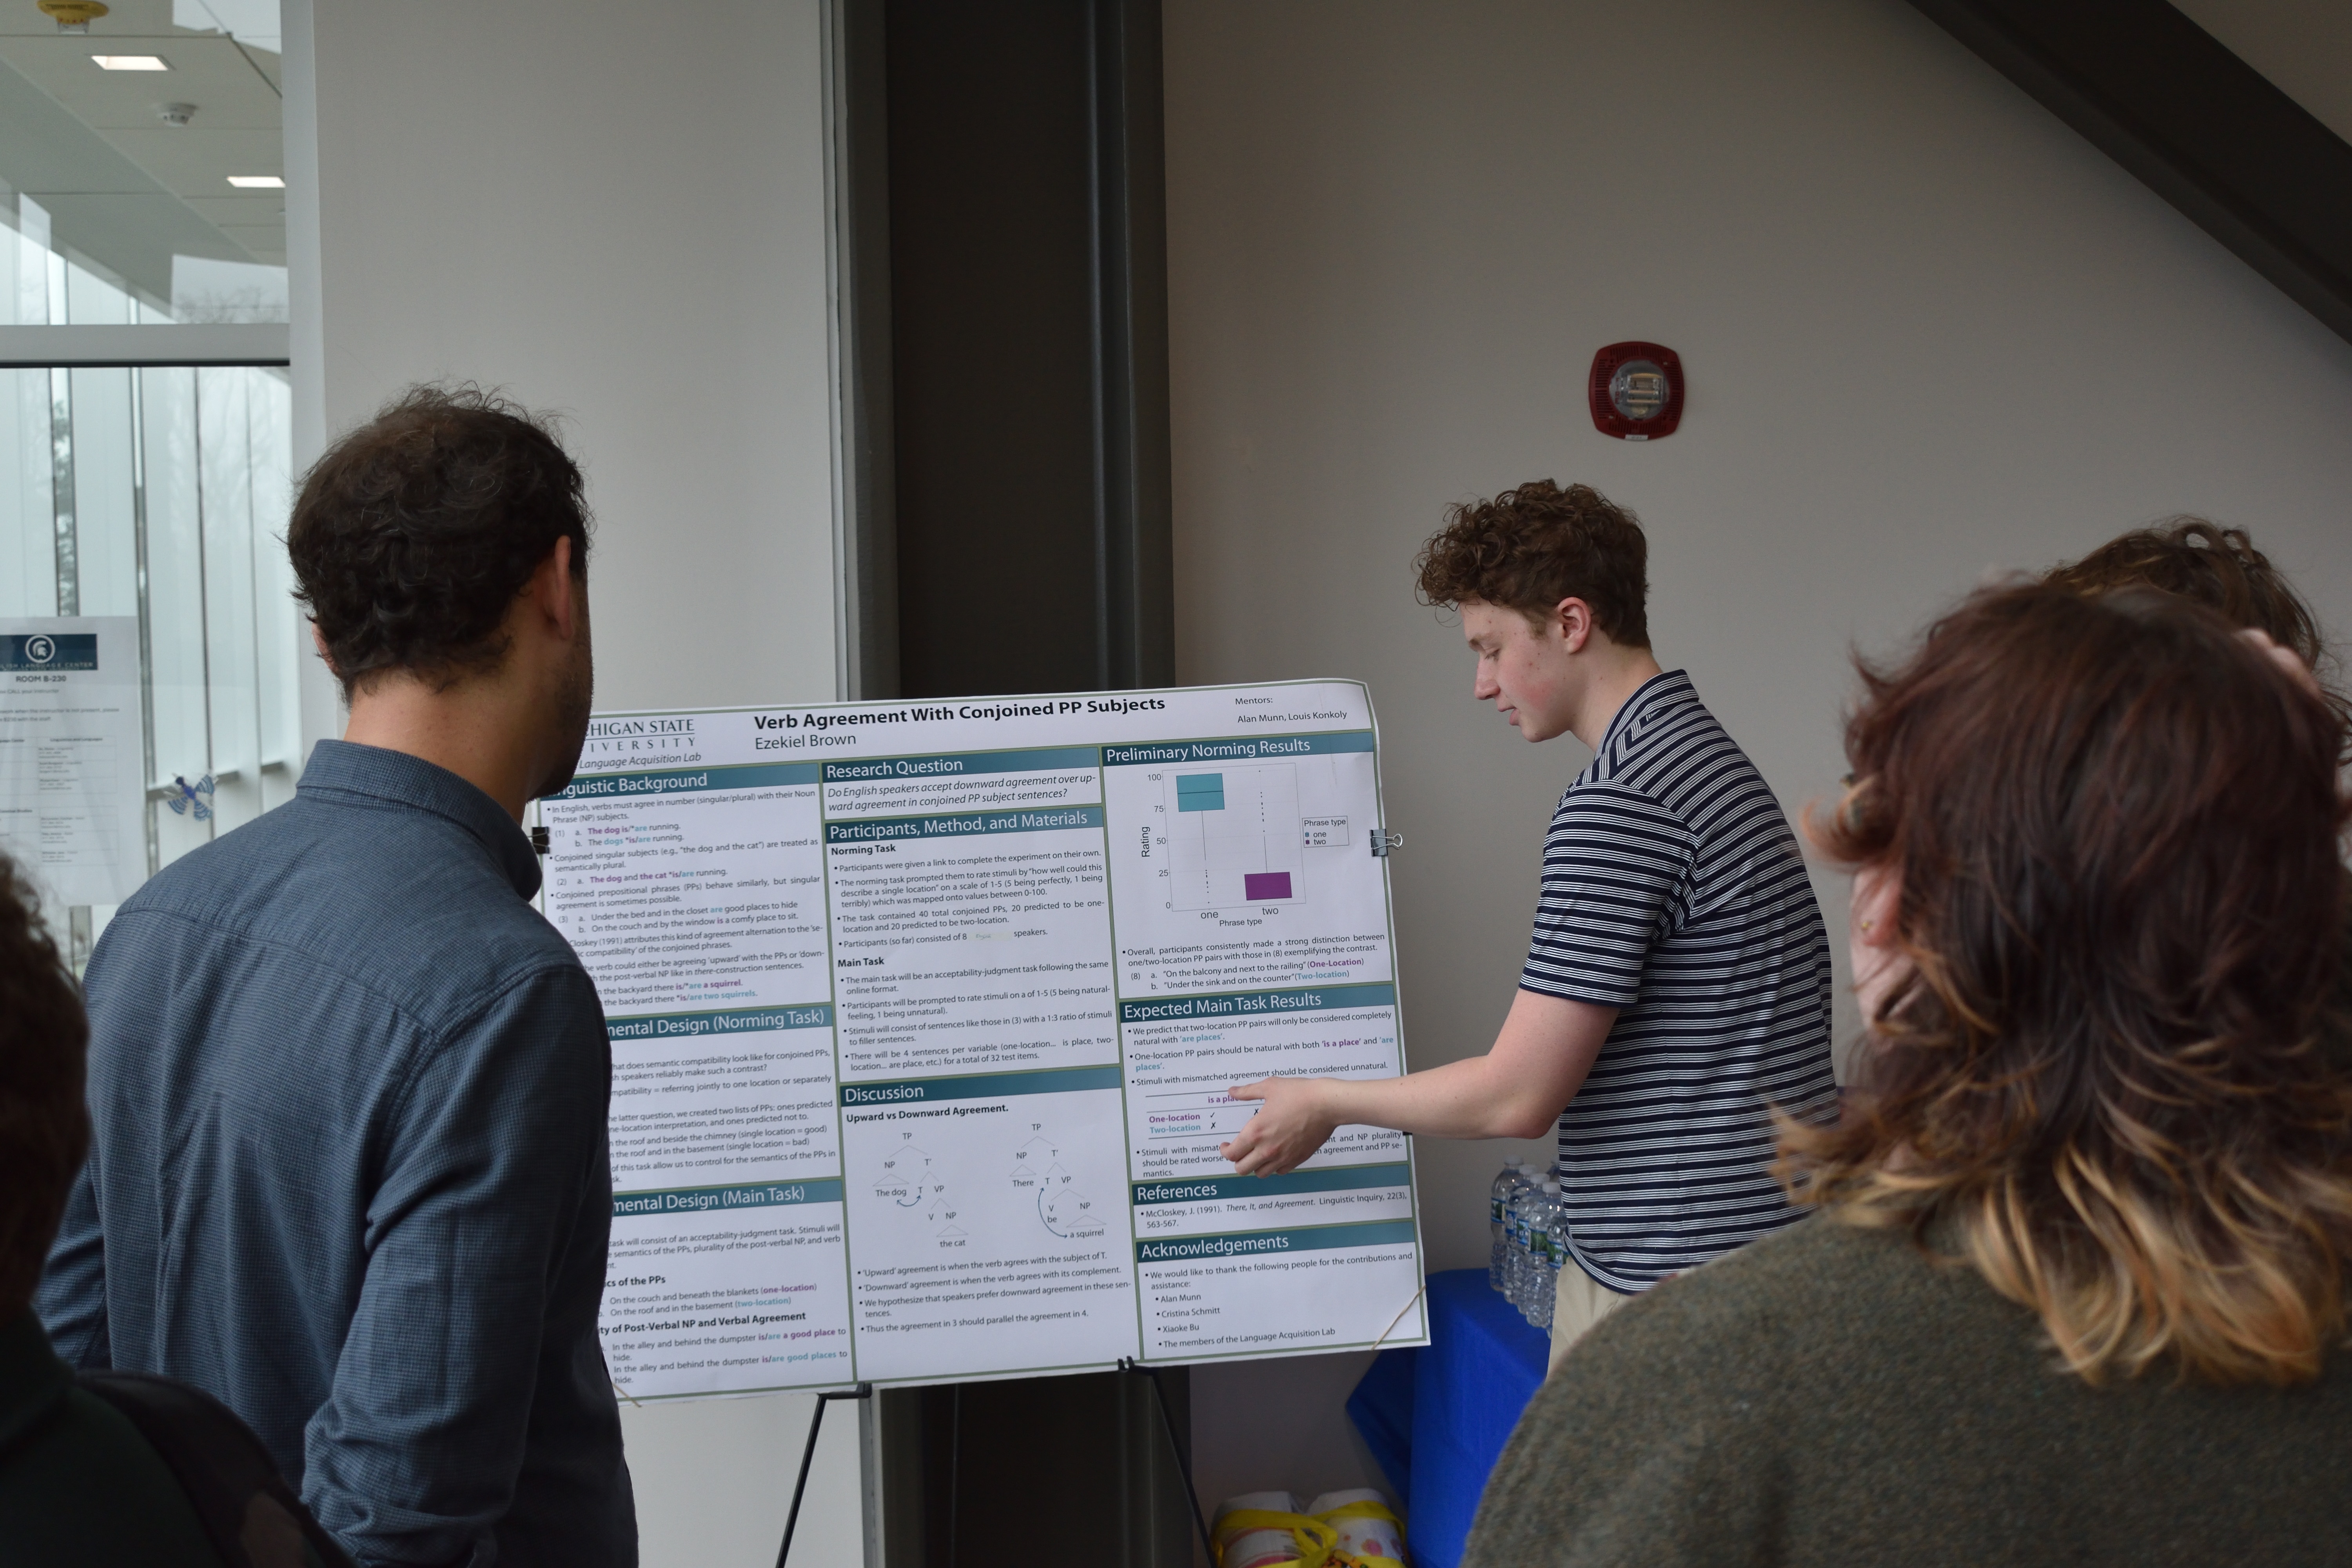 LISH LANGUAGE CENTER
ROOM B-230
HIGAN STATE
IVERSITY
Language Acquisition Lab
Verb Agreement With Conjoined PP Subjects
Ezekiel Brown
Mentors:
Alan Munn, Louis Konkoly
nguistic Background
• In English, verbs must agree in number (singular/plural) with their Noun
Phrase (NP) subjects.
(1) a. The dog is/*are running.
b. The dogs *is/are running.
• Conjoined singular subjects (e.g., "the dog and the cat") are treated as
semantically plural.
(2) a. The dog and the cat *is/are running.
• Conjoined prepositional phrases (PPs) behave similarly, but singular
agreement is sometimes possible.
(3) a. Under the bed and in the closet are good places to hide
b. On the couch and by the window is a comfy place to sit.
Closkey (1991) attributes this kind of agreement alternation to the 'se-
ic compatibility' of the conjoined phrases.
e verb could either be agreeing 'upward' with the PPs or 'down-
h the post-verbal NP like in there-construction sentences.
n the backyard there is/*are a squirrel.
the backyard there *is/are two squirrels.
mental Design (Norming Task)
hat does semantic compatibility look like for conjoined PPs,
h speakers reliably make such a contrast?
mpatibility = referring jointly to one location or separately
he latter question, we created two lists of PPs: ones predicted
ne-location interpretation, and ones predicted not to.
n the roof and beside the chimney (single location = good)
n the roof and in the basement (single location = bad)
of this task allow us to control for the semantics of the PPs in
sk.
mental Design (Main Task)
task will consist of an acceptability-judgment task. Stimuli will
semantics of the PPs, plurality of the post-verbal NP, and verb
nt.
ics of the PPs
On the couch and beneath the blankets (one-location)
On the roof and in the basement (two-location)
ty of Post-Verbal NP and Verbal Agreement
In the alley and behind the dumpster is/are a good place to
hide.
In the alley and behind the dumpster is/are good places to
hide.
Research Question
Do English speakers accept downward agreement over up-
ward agreement in conjoined PP subject sentences?
Participants, Method, and Materials
Norming Task
• Participants were given a link to complete the experiment on their own.
• The norming task prompted them to rate stimuli by "how well could this
describe a single location" on a scale of 1-5 (5 being perfectly, 1 being
terribly) which was mapped onto values between 0-100.
• The task contained 40 total conjoined PPs, 20 predicted to be one-
location and 20 predicted to be two-location.
• Participants (so far) consisted of 8 speakers.
Main Task
• The main task will be an acceptability-judgment task following the same
online format.
• Participants will be prompted to rate stimuli on a of 1-5 (5 being natural-
feeling, 1 being unnatural).
• Stimuli will consist of sentences like those in (3) with a 1:3 ratio of stimuli
to filler sentences.
• There will be 4 sentences per variable (one-location... is place, two-
location... are place, etc.) for a total of 32 test items.
Discussion
Upward vs Downward Agreement.
TP
NP T'
The dog T VP
V NP
the cat
TP
NP T'
There T VP
V NP
be
a squirrel
• 'Upward' agreement is when the verb agrees with the subject of T.
• 'Downward' agreement is when the verb agrees with its complement.
• We hypothesize that speakers prefer downward agreement in these sen-
tences.
• Thus the agreement in 3 should parallel the agreement in 4.
Preliminary Norming Results
100
75
50
25
0
Rating
one two
Phrase type
Phrase type
one
two
• Overall, participants consistently made a strong distinction between
one/two-location PP pairs with those in (8) exemplifying the contrast.
(8) a. "On the balcony and next to the railing" (One-Location)
b. "Under the sink and on the counter"(Two-location)
Expected Main Task Results
• We predict that two-location PP pairs will only be considered completely
natural with 'are places'.
• One-location PP pairs should be natural with both 'is a place' and 'are
places'.
• Stimuli with mismatched agreement should be considered unnatural.
is a plac
One-location ✓ ✗
Two-location ✗
• Stimuli with mismat nt and NP plurality
should be rated worse agreement and PP se-
mantics.
References
• McCloskey, J. (1991). There, It, and Agreement. Linguistic Inquiry, 22(3),
563-567.
Acknowledgements
• We would like to thank the following people for the contributions and
assistance:
• Alan Munn
• Cristina Schmitt
• Xiaoke Bu
• The members of the Language Acquisition Lab